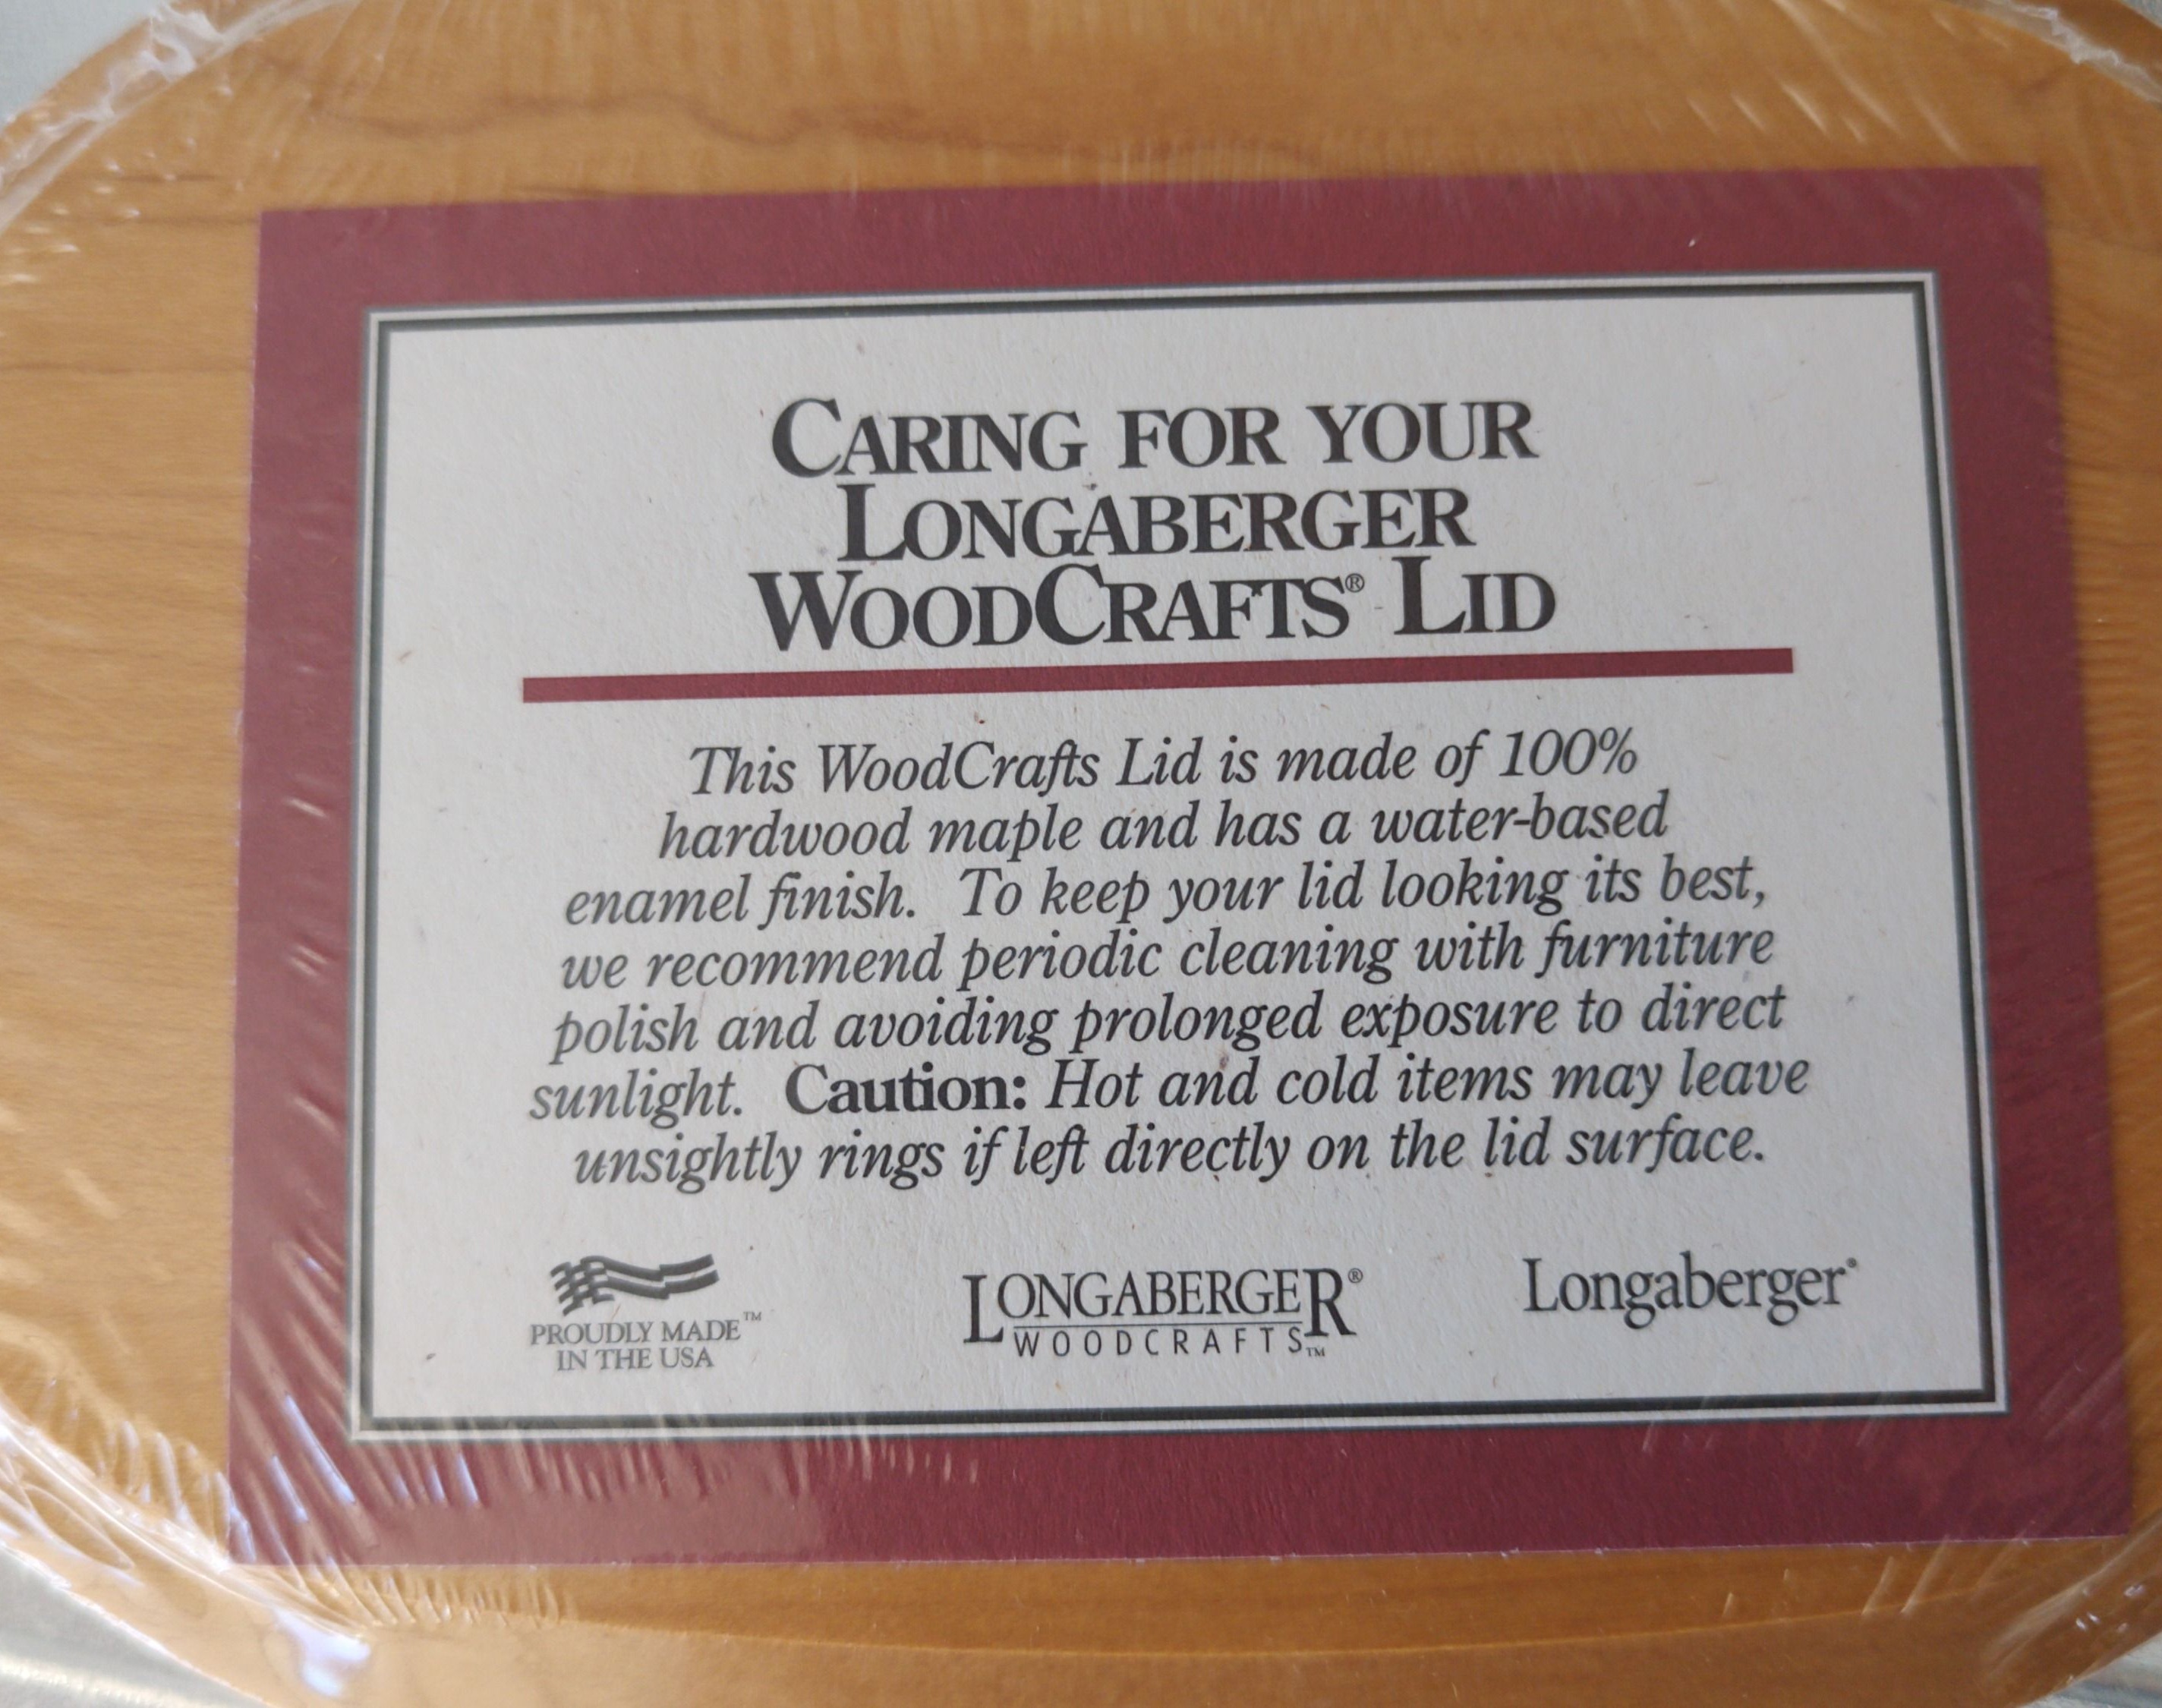 CARING FOR YOUR
LONGABERGER
WOODCRAFTS® LID
This WoodCrafts Lid is made of 100%
hardwood maple and has a water-based
enamel finish. To keep your lid looking its best,
we recommend periodic cleaning with furniture
polish and avoiding prolonged exposure to direct
sunlight. Caution: Hot and cold items may leave
unsightly rings if left directly on the lid surface.
PROUDLY MADE™
IN THE USA
LONGABERGER®
WOODCRAFTS™
Longaberger®